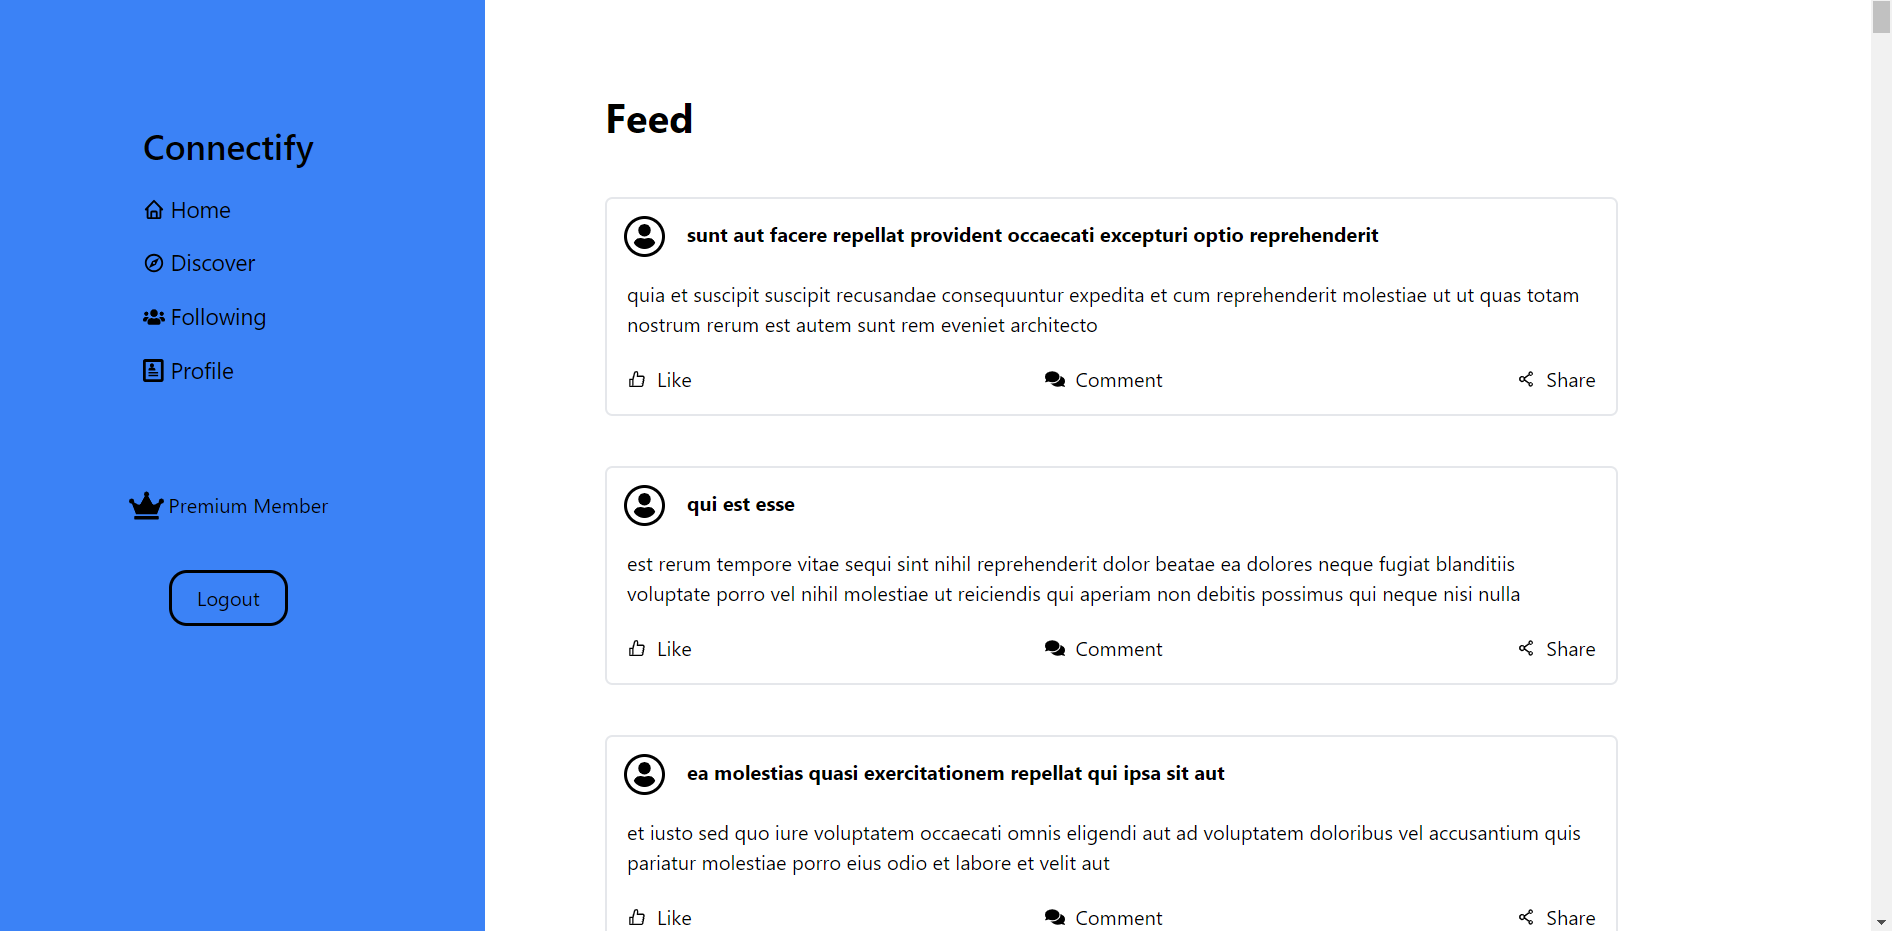 Connectify
Home
Discover
Following
Profile
Premium Member
Logout
Feed
sunt aut facere repellat provident occaecati excepturi optio reprehenderit
quia et suscipit suscipit recusandae consequuntur expedita et cum reprehenderit molestiae ut ut quas totam
nostrum rerum est autem sunt rem eveniet architecto
Like Comment Share
qui est esse
est rerum tempore vitae sequi sint nihil reprehenderit dolor beatae ea dolores neque fugiat blanditiis
voluptate porro vel nihil molestiae ut reiciendis qui aperiam non debitis possimus qui neque nisi nulla
Like Comment Share
ea molestias quasi exercitationem repellat qui ipsa sit aut
et iusto sed quo iure voluptatem occaecati omnis eligendi aut ad voluptatem doloribus vel accusantium quis
pariatur molestiae porro eius odio et labore et velit aut
Like Comment Share